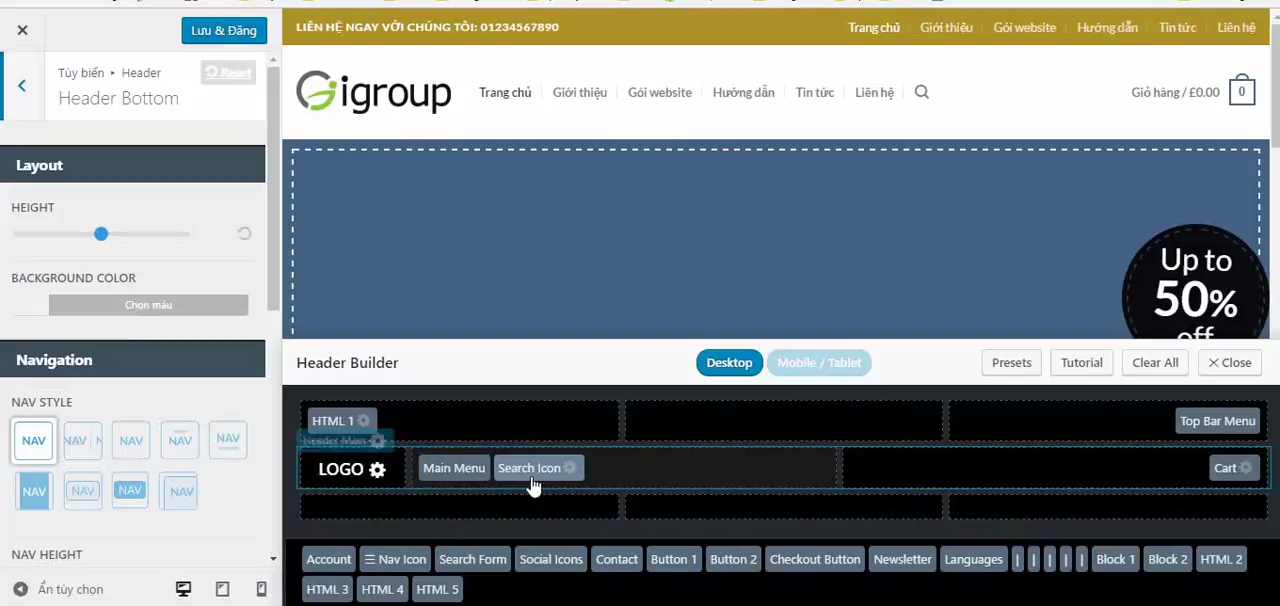 Lưu & Đăng
Tùy biến ▸ Header
Reset
Header Bottom
Layout
HEIGHT
BACKGROUND COLOR
Chọn màu
Navigation
NAV STYLE
NAV NAV N NAV NAV NAV
NAV NAV NAV NAV
NAV HEIGHT
Ẩn tùy chọn
LIÊN HỆ NGAY VỚI CHÚNG TÔI: 01234567890
Trang chủ Giới thiệu Gói website Hướng dẫn Tin tức Liên hệ
Gigroup
Trang chủ Giới thiệu Gói website Hướng dẫn Tin tức Liên hệ
Giỏ hàng / £0.00 0
Up to
50%
off
Header Builder
Desktop Mobile / Tablet
Presets Tutorial Clear All × Close
HTML 1 Top Bar Menu
Header Main
LOGO Main Menu Search Icon Cart
Account ☰ Nav Icon Search Form Social Icons Contact Button 1 Button 2 Checkout Button Newsletter Languages | | | | | Block 1 Block 2 HTML 2
HTML 3 HTML 4 HTML 5